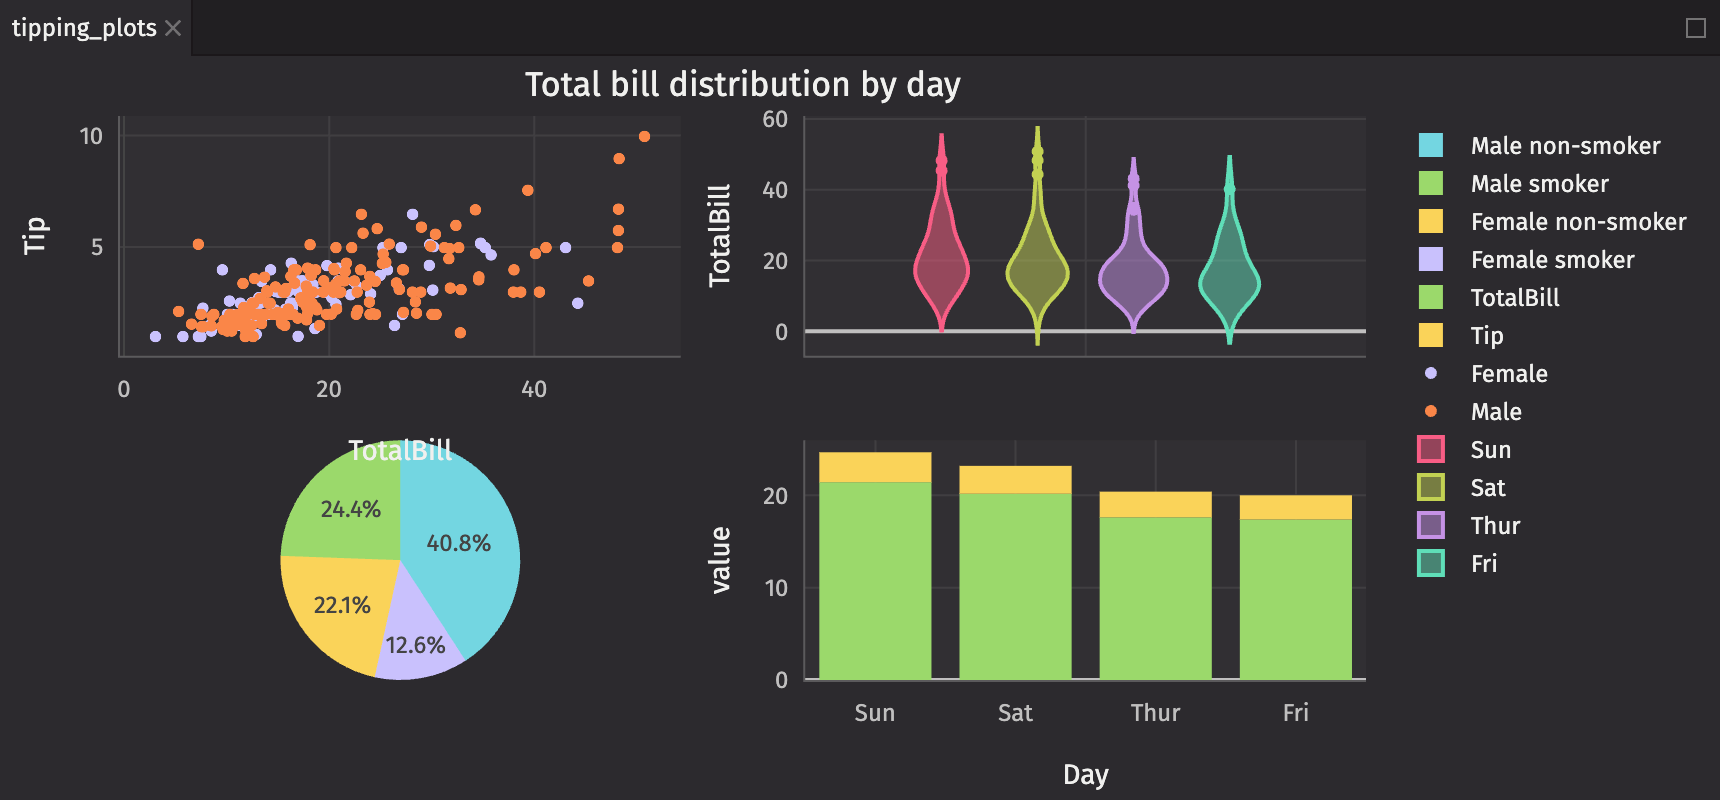 tipping_plots
Total bill distribution by day
10
5
Tip
0 20 40
60
40
20
0
TotalBill
TotalBill
24.4%
40.8%
22.1%
12.6%
20
10
0
value
Sun Sat Thur Fri
Day
Male non-smoker
Male smoker
Female non-smoker
Female smoker
TotalBill
Tip
Female
Male
Sun
Sat
Thur
Fri